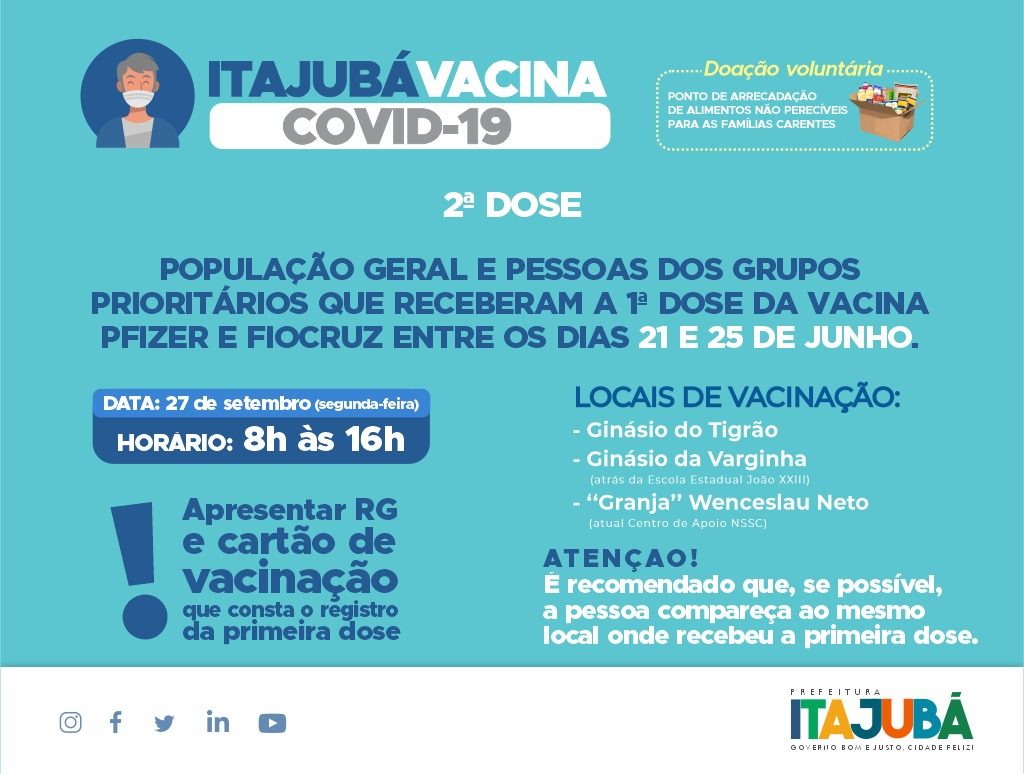 ITAJUBÁ VACINA
COVID-19
Doação voluntária
PONTO DE ARRECADAÇÃO
DE ALIMENTOS NÃO PERECÍVEIS
PARA AS FAMÍLIAS CARENTES
2ª DOSE
POPULAÇÃO GERAL E PESSOAS DOS GRUPOS
PRIORITÁRIOS QUE RECEBERAM A 1ª DOSE DA VACINA
PFIZER E FIOCRUZ ENTRE OS DIAS 21 E 25 DE JUNHO.
DATA: 27 de setembro (segunda-feira)
HORÁRIO: 8h às 16h
! Apresentar RG
e cartão de
vacinação
que consta o registro
da primeira dose
LOCAIS DE VACINAÇÃO:
- Ginásio do Tigrão
- Ginásio da Varginha
(atrás da Escola Estadual João XXIII)
- “Granja” Wenceslau Neto
(atual Centro de Apoio NSSC)
ATENÇAO!
É recomendado que, se possível,
a pessoa compareça ao mesmo
local onde recebeu a primeira dose.
PREFEITURA
ITAJUBÁ
GOVERNO BOM E JUSTO, CIDADE FELIZ!